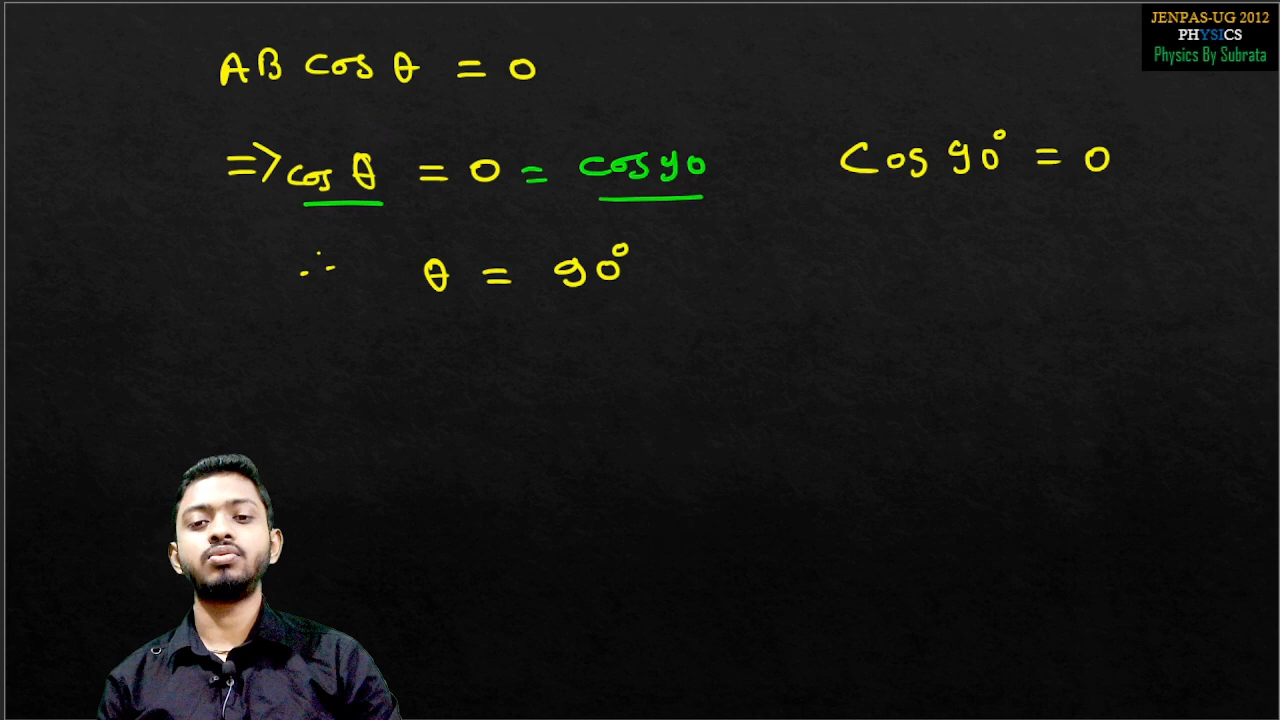 JENPAS-UG 2012
PHYSICS
Physics By Subrata
AB cos θ = 0
=> cos θ = 0 = cos 90
cos 90° = 0
∴ θ = 90°